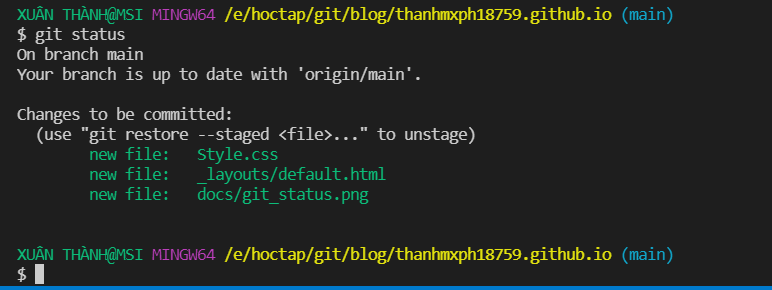 XUÂN THÀNH@MSI MINGW64 /e/hoctap/git/blog/thanhmxph18759.github.io (main)
$ git status
On branch main
Your branch is up to date with 'origin/main'.
Changes to be committed:
  (use "git restore --staged <file>..." to unstage)
        new file:   Style.css
        new file:   _layouts/default.html
        new file:   docs/git_status.png
XUÂN THÀNH@MSI MINGW64 /e/hoctap/git/blog/thanhmxph18759.github.io (main)
$